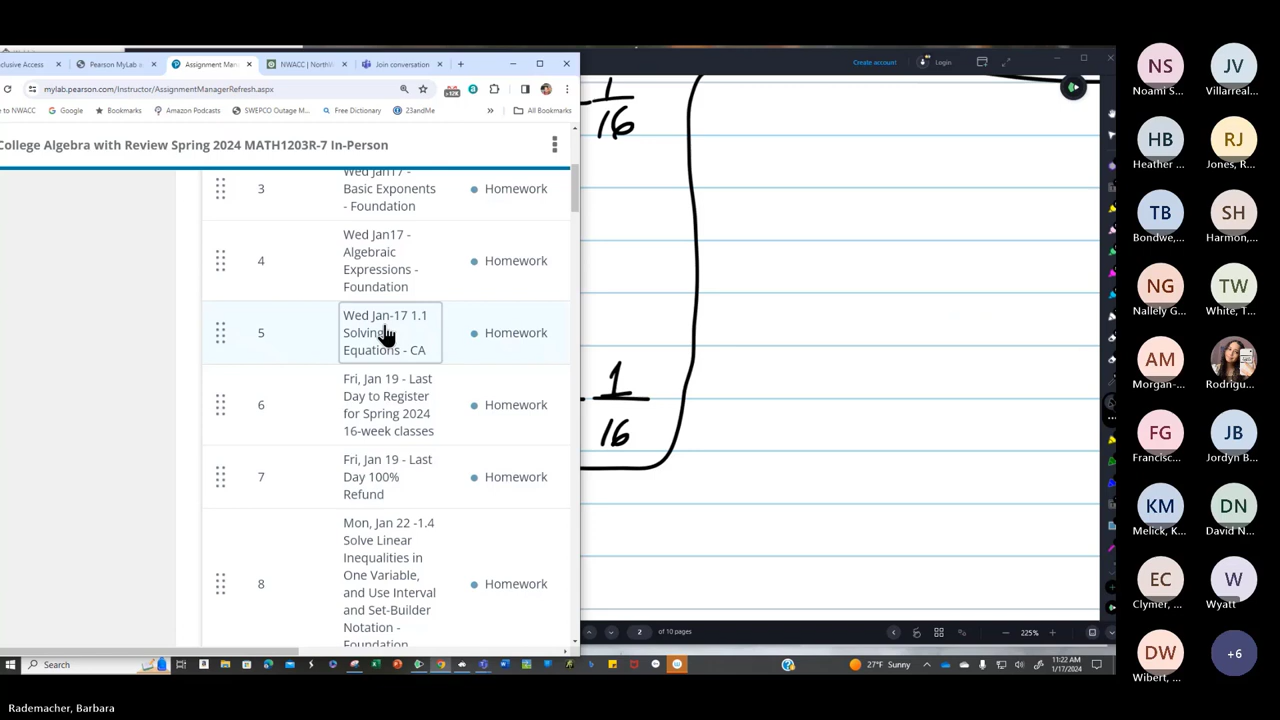 clusive Access
Pearson MyLab a
Assignment Man
NWACC | North
Join conversation
mylab.pearson.com/Instructor/AssignmentManagerRefresh.aspx
e to NWACC
Google
Bookmarks
Amazon Podcasts
SWEPCO Outage M...
Free Dictionary
23andMe
»
All Bookmarks
College Algebra with Review Spring 2024 MATH1203R-7 In-Person
3
Wed Jan17 -
Basic Exponents
- Foundation
Homework
4
Wed Jan17 -
Algebraic
Expressions -
Foundation
Homework
5
Wed Jan-17 1.1
Solving
Equations - CA
Homework
6
Fri, Jan 19 - Last
Day to Register
for Spring 2024
16-week classes
Homework
7
Fri, Jan 19 - Last
Day 100%
Refund
Homework
8
Mon, Jan 22 -1.4
Solve Linear
Inequalities in
One Variable,
and Use Interval
and Set-Builder
Notation -
Foundation
Homework
Create account
Login
1
16
1
16
2
of 10 pages
225%
Search
27°F Sunny
11:22 AM
1/17/2024
NS
Noami S...
JV
Villarreal...
HB
Heather ...
RJ
Jones, R...
TB
Bondwe,...
SH
Harmon,...
NG
Nallely G...
TW
White, T...
AM
Morgan-...
Rodrigu...
FG
Francisc...
JB
Jordyn B...
KM
Melick, K...
DN
David N...
EC
Clymer, ...
W
Wyatt
DW
Wibert, ...
+6
Rademacher, Barbara